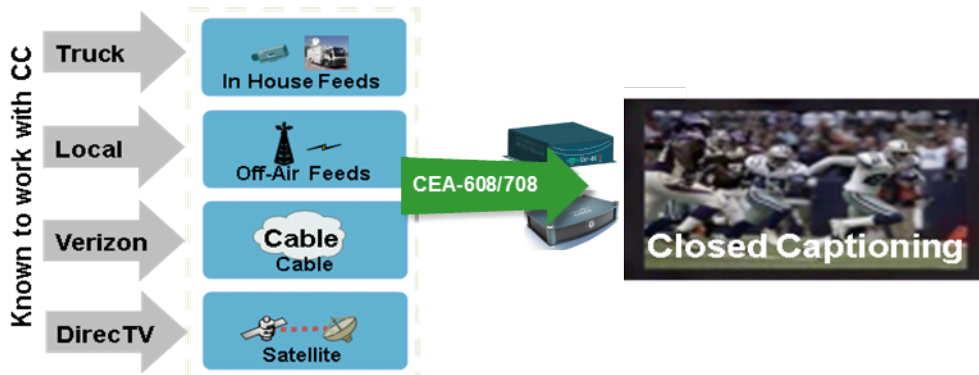 Known to work with CC
Truck
In House Feeds
Local
Off-Air Feeds
CEA-608/708
Verizon
Cable
Cable
DirecTV
Satellite
Closed Captioning